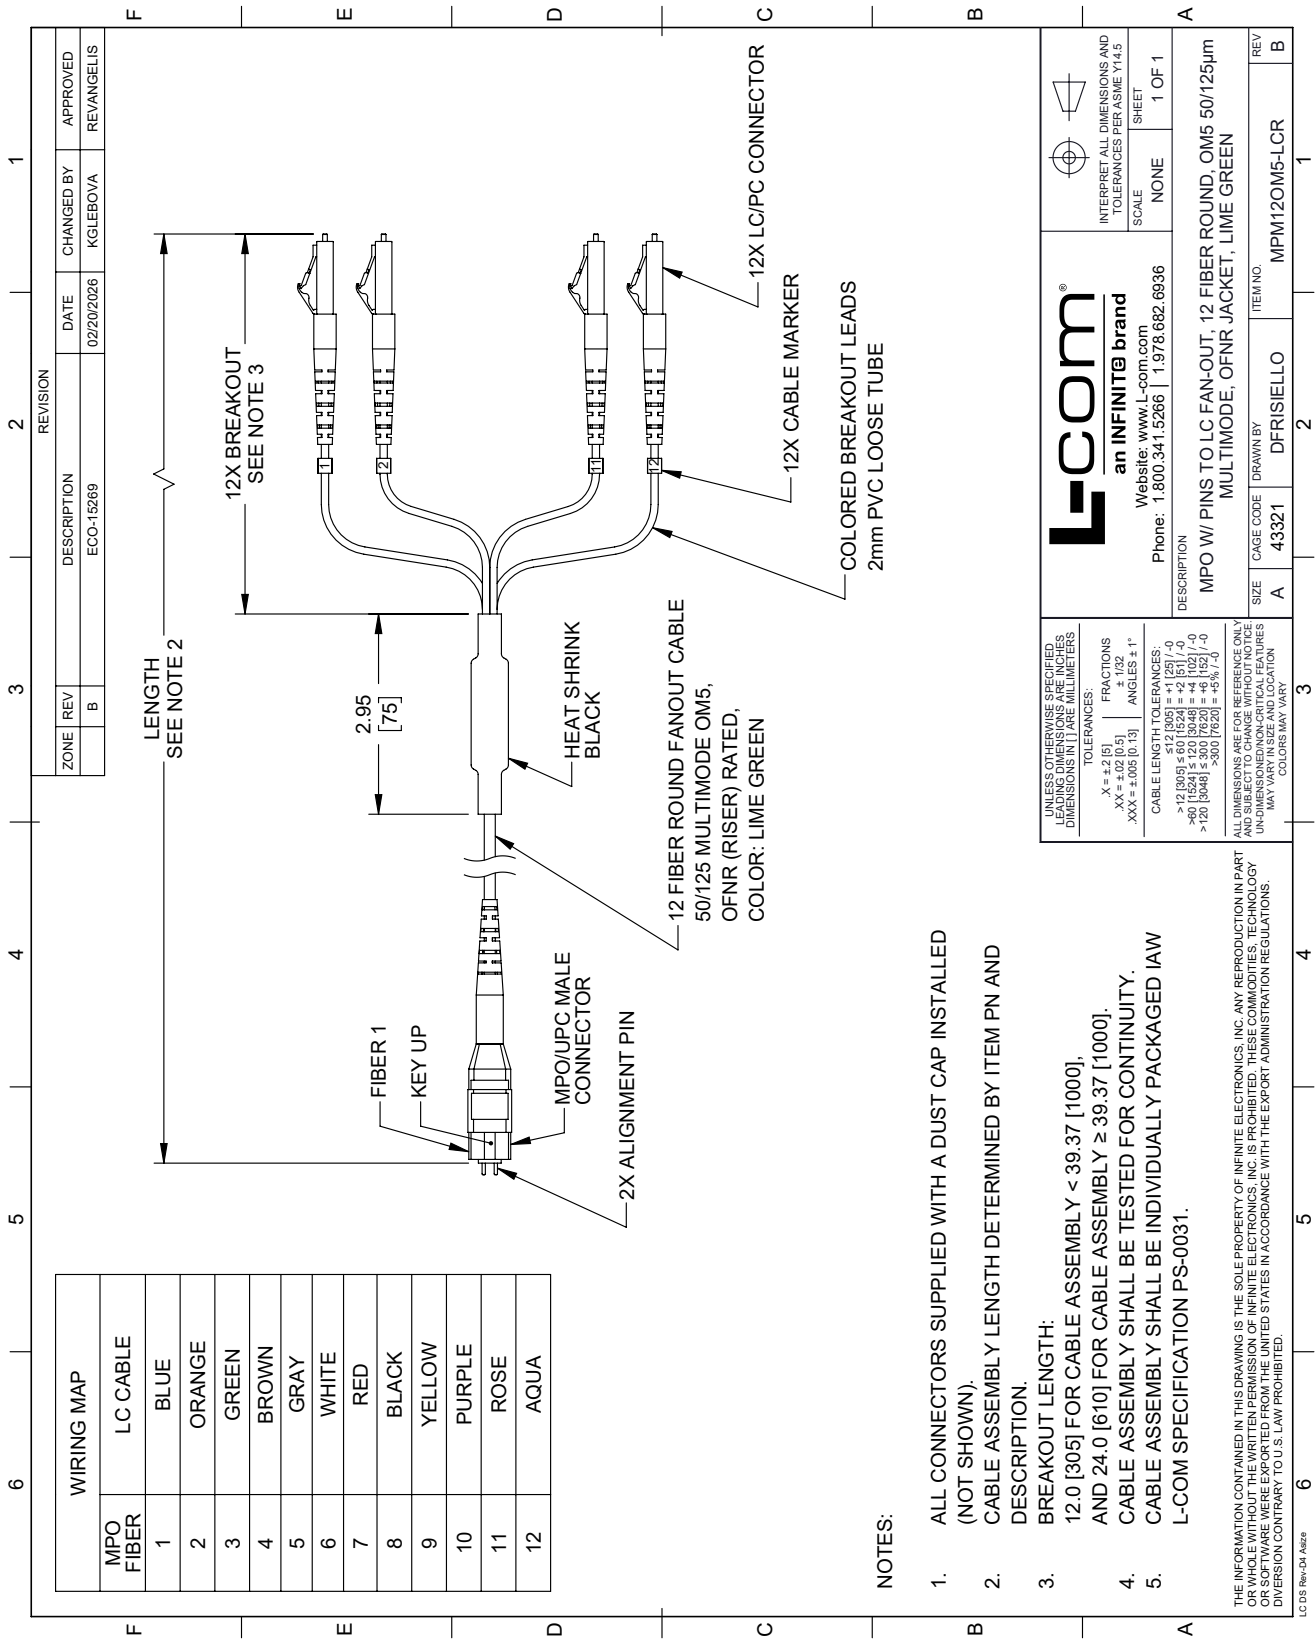 6
5
4
3
2
1
F
E
D
C
B
A
F
E
D
C
B
A
REVISION
ZONE REV DESCRIPTION DATE CHANGED BY APPROVED
B ECO-15269 02/20/2026 KGLEBOVA REVANGELIS
WIRING MAP
MPO FIBER LC CABLE
1 BLUE
2 ORANGE
3 GREEN
4 BROWN
5 GRAY
6 WHITE
7 RED
8 BLACK
9 YELLOW
10 PURPLE
11 ROSE
12 AQUA
LENGTH
SEE NOTE 2
12X BREAKOUT
SEE NOTE 3
2.95
[75]
FIBER 1
KEY UP
MPO/UPC MALE
CONNECTOR
2X ALIGNMENT PIN
HEAT SHRINK
BLACK
12 FIBER ROUND FANOUT CABLE
50/125 MULTIMODE OM5,
OFNR (RISER) RATED,
COLOR: LIME GREEN
1
2
11
12
12X LC/PC CONNECTOR
12X CABLE MARKER
COLORED BREAKOUT LEADS
2mm PVC LOOSE TUBE
NOTES:
1. ALL CONNECTORS SUPPLIED WITH A DUST CAP INSTALLED
(NOT SHOWN).
2. CABLE ASSEMBLY LENGTH DETERMINED BY ITEM PN AND
DESCRIPTION.
3. BREAKOUT LENGTH:
12.0 [305] FOR CABLE ASSEMBLY < 39.37 [1000],
AND 24.0 [610] FOR CABLE ASSEMBLY ≥ 39.37 [1000].
4. CABLE ASSEMBLY SHALL BE TESTED FOR CONTINUITY.
5. CABLE ASSEMBLY SHALL BE INDIVIDUALLY PACKAGED IAW
L-COM SPECIFICATION PS-0031.
THE INFORMATION CONTAINED IN THIS DRAWING IS THE SOLE PROPERTY OF INFINITE ELECTRONICS, INC. ANY REPRODUCTION IN PART
OR WHOLE WITHOUT THE WRITTEN PERMISSION OF INFINITE ELECTRONICS, INC. IS PROHIBITED. THESE COMMODITIES, TECHNOLOGY
OR SOFTWARE WERE EXPORTED FROM THE UNITED STATES IN ACCORDANCE WITH THE EXPORT ADMINISTRATION REGULATIONS.
DIVERSION CONTRARY TO U.S. LAW PROHIBITED.
UNLESS OTHERWISE SPECIFIED
LEADING DIMENSIONS ARE INCHES
DIMENSIONS IN [ ] ARE MILLIMETERS
TOLERANCES:
.X = ±.2 [5] FRACTIONS
.XX = ±.02 [0.5] ± 1/32
.XXX = ±.005 [0.13] ANGLES ± 1°
CABLE LENGTH TOLERANCES:
≤12 [305] = +1 [25] / -0
>12 [305] ≤ 60 [1524] = +2 [51] / -0
>60 [1524] ≤ 120 [3048] = +4 [102] / -0
>120 [3048] ≤ 300 [7620] = +6 [152] / -0
>300 [7620] = +5% / -0
ALL DIMENSIONS ARE FOR REFERENCE ONLY
AND SUBJECT TO CHANGE WITHOUT NOTICE.
UN-DIMENSIONED/NON-CRITICAL FEATURES
MAY VARY IN SIZE AND LOCATION
COLORS MAY VARY
L-com®
an INFINITE brand
Website: www.L-com.com
Phone: 1.800.341.5266 | 1.978.682.6936
INTERPRET ALL DIMENSIONS AND
TOLERANCES PER ASME Y14.5
SCALE NONE
SHEET 1 OF 1
DESCRIPTION
MPO W/ PINS TO LC FAN-OUT, 12 FIBER ROUND, OM5 50/125µm
MULTIMODE, OFNR JACKET, LIME GREEN
SIZE A
CAGE CODE 43321
DRAWN BY DFRISIELLO
ITEM NO. MPM12OM5-LCR
REV B
6
5
4
3
2
1
LC DS Rev-D4 Asize